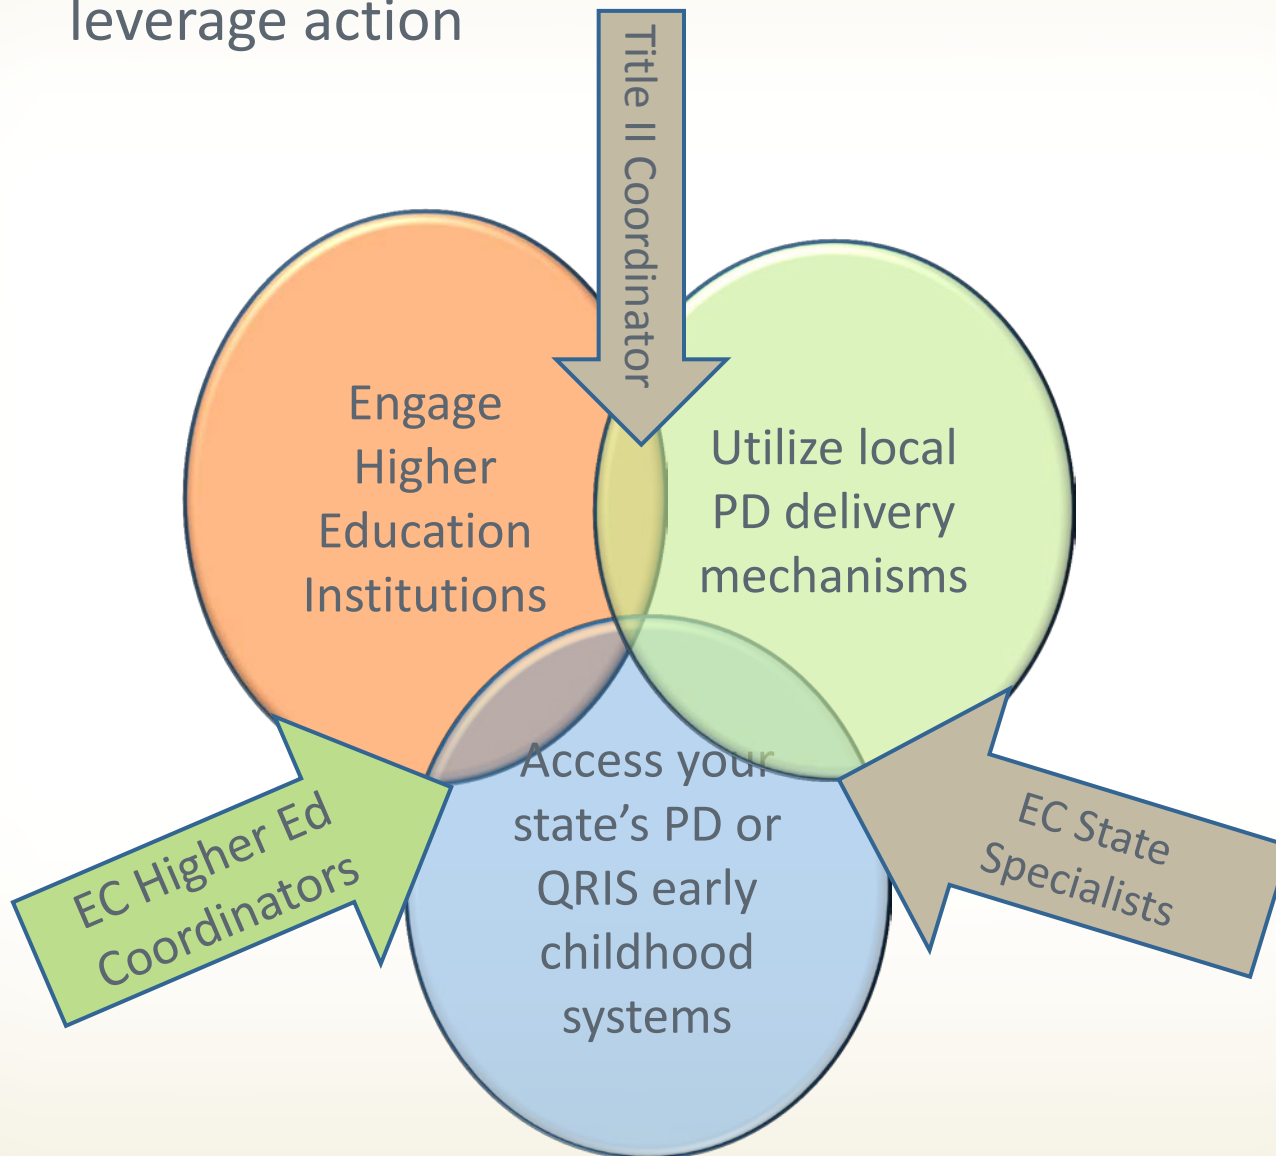 leverage action
Title II Coordinator
Engage
Higher
Education
Institutions
Utilize local
PD delivery
mechanisms
Access your
state’s PD or
QRIS early
childhood
systems
EC Higher Ed
Coordinators
EC State
Specialists